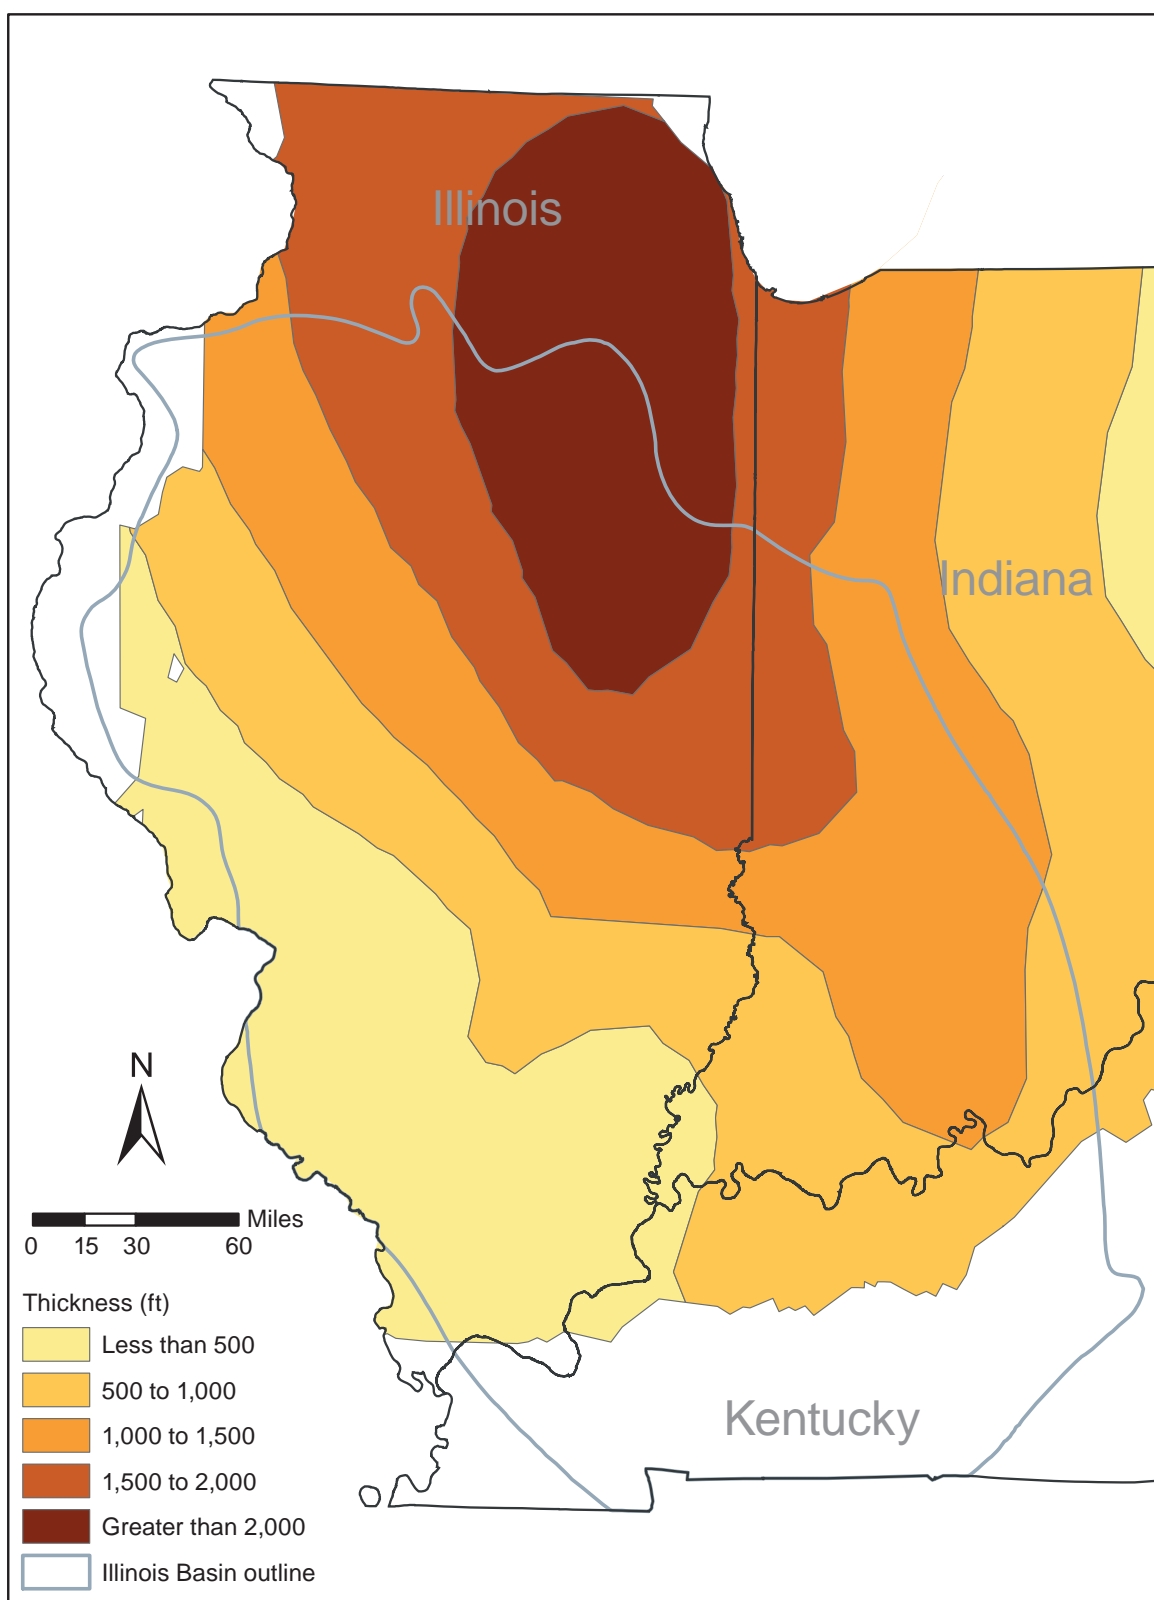 Illinois
Indiana
N
Miles
0 15 30 60
Thickness (ft)
Less than 500
500 to 1,000
1,000 to 1,500
1,500 to 2,000
Greater than 2,000
Illinois Basin outline
Kentucky